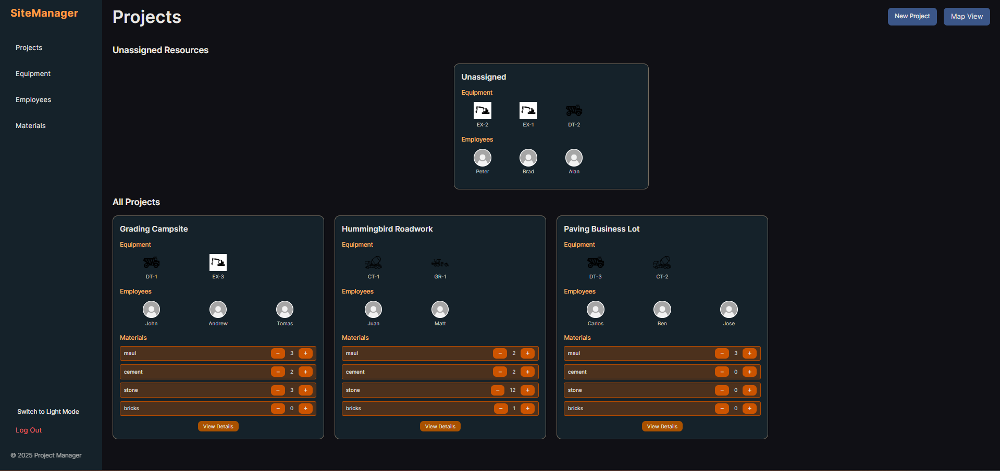 SiteManager
Projects
Equipment
Employees
Materials
Switch to Light Mode
Log Out
© 2025 Project Manager
Projects
New Project
Map View
Unassigned Resources
Unassigned
Equipment
EX-2 EX-1 DT-2
Employees
Peter Brad Alan
All Projects
Grading Campsite
Equipment
DT-1 EX-3
Employees
John Andrew Tomas
Materials
maul − 3 +
cement − 2 +
stone − 3 +
bricks − 0 +
View Details
Hummingbird Roadwork
Equipment
CT-1 GR-1
Employees
Juan Matt
Materials
maul − 2 +
cement − 2 +
stone − 12 +
bricks − 1 +
View Details
Paving Business Lot
Equipment
DT-3 CT-2
Employees
Carlos Ben Jose
Materials
maul − 3 +
cement − 0 +
stone − 0 +
bricks − 0 +
View Details